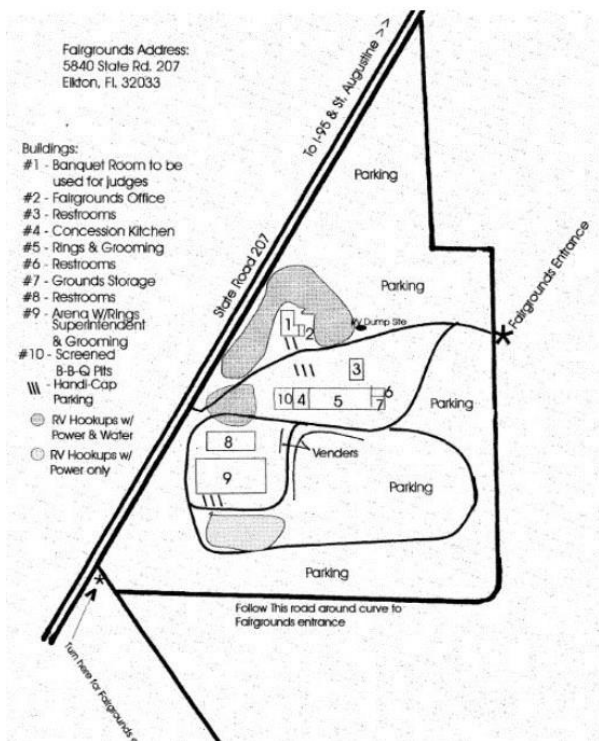 Fairgrounds Address:
5840 State Rd. 207
Elkton, Fl. 32033
To I-95 & St. Augustine >>
Buildings:
#1 - Banquet Room to be
used for judges
#2 - Fairgrounds Office
#3 - Restrooms
#4 - Concession Kitchen
#5 - Rings & Grooming
#6 - Restrooms
#7 - Grounds Storage
#8 - Restrooms
#9 - Arena W/Rings
Superintendent
& Grooming
#10 - Screened
B-B-Q Pits
Handi-Cap
Parking
RV Hookups w/
Power & Water
RV Hookups w/
Power only
State Road 207
Parking
Parking
Fairgrounds Entrance
RV Dump Site
1
2
3
10 4 5 6
7
Parking
8
Venders
9
Parking
Parking
Follow This road around curve to
Fairgrounds entrance
Turn here for Fairgrounds